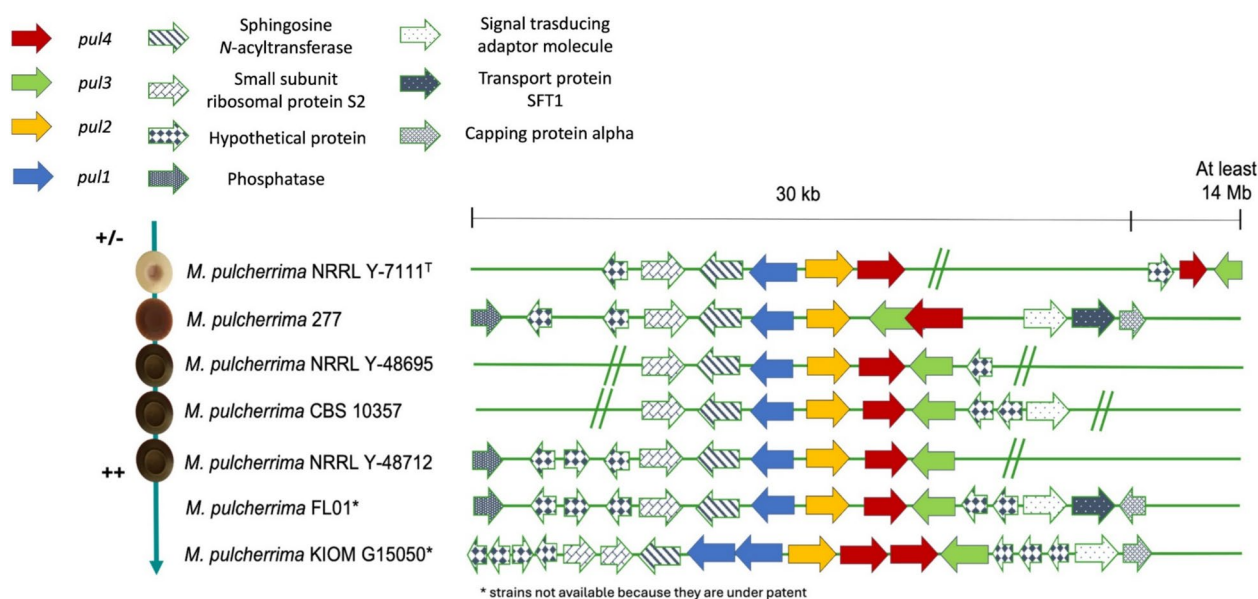 pul4
Sphingosine
N-acyltransferase
Signal trasducing
adaptor molecule
pul3
Small subunit
ribosomal protein S2
Transport protein
SFT1
pul2
Hypothetical protein
Capping protein alpha
pul1
Phosphatase
30 kb
At least
14 Mb
+/-
M. pulcherrima NRRL Y-7111T
M. pulcherrima 277
M. pulcherrima NRRL Y-48695
M. pulcherrima CBS 10357
++
M. pulcherrima NRRL Y-48712
M. pulcherrima FL01*
M. pulcherrima KIOM G15050*
* strains not available because they are under patent